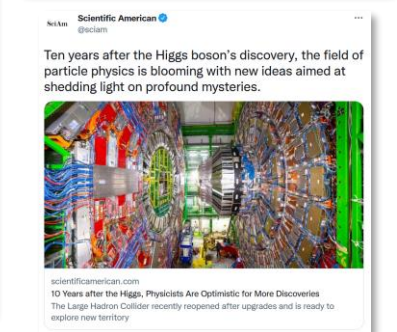 SciAm
Scientific American
@sciam
Ten years after the Higgs boson's discovery, the field of
particle physics is blooming with new ideas aimed at
shedding light on profound mysteries.
scientificamerican.com
10 Years after the Higgs, Physicists Are Optimistic for More Discoveries
The Large Hadron Collider recently reopened after upgrades and is ready to
explore new territory